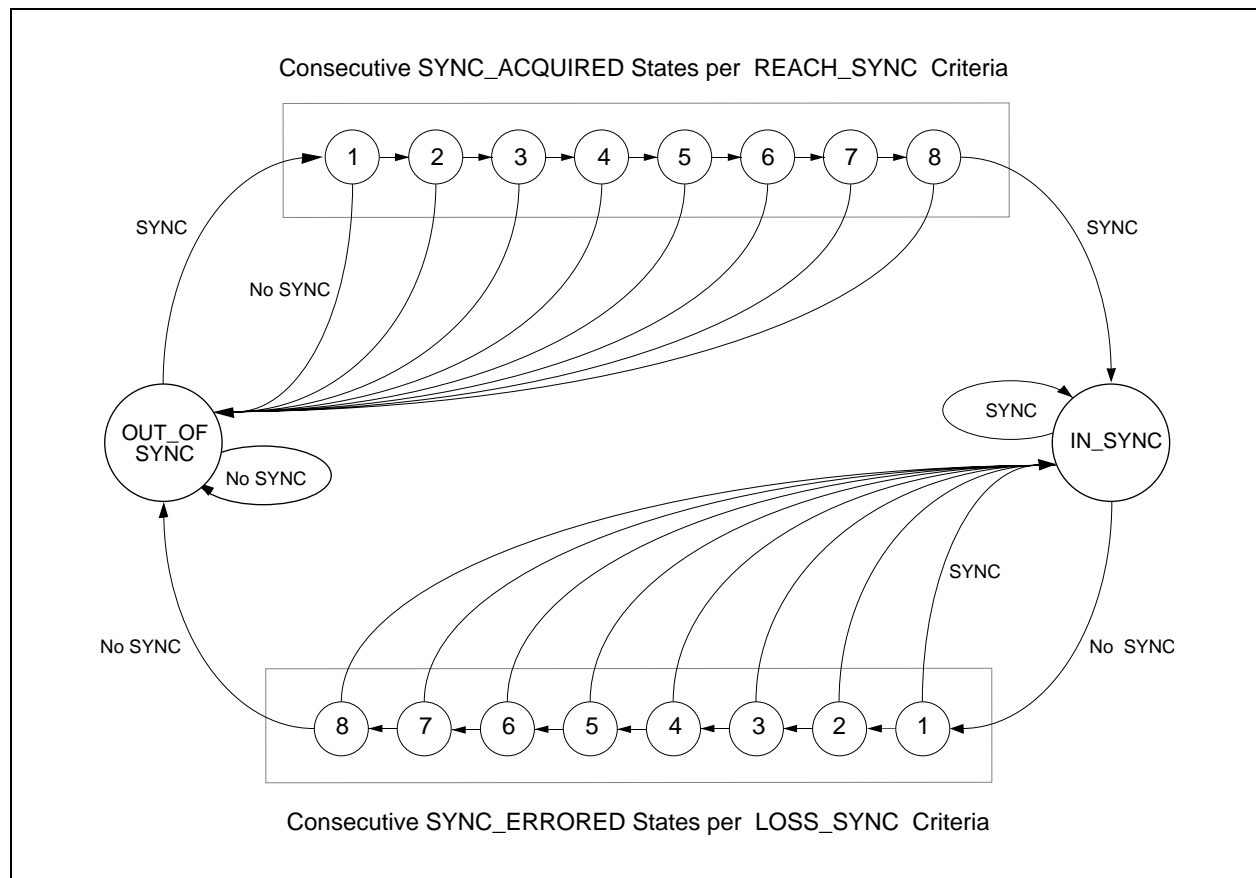 Consecutive SYNC_ACQUIRED States per REACH_SYNC Criteria
1 2 3 4 5 6 7 8
SYNC
SYNC
No SYNC
OUT_OF
SYNC
No SYNC
SYNC
IN_SYNC
SYNC
No SYNC
No SYNC
8 7 6 5 4 3 2 1
Consecutive SYNC_ERRORED States per LOSS_SYNC Criteria